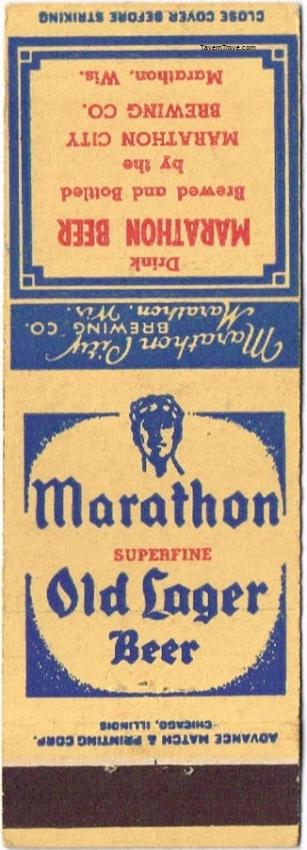 TavernTrove.com
CLOSE COVER BEFORE STRIKING
Drink
MARATHON BEER
Brewed and Bottled
by the
MARATHON CITY
BREWING CO.
Marathon, Wis.
Marathon City
BREWING CO.
Marathon, Wis.
Marathon
SUPERFINE
Old Lager
Beer
ADVANCE MATCH & PRINTING CORP.
CHICAGO, ILLINOIS